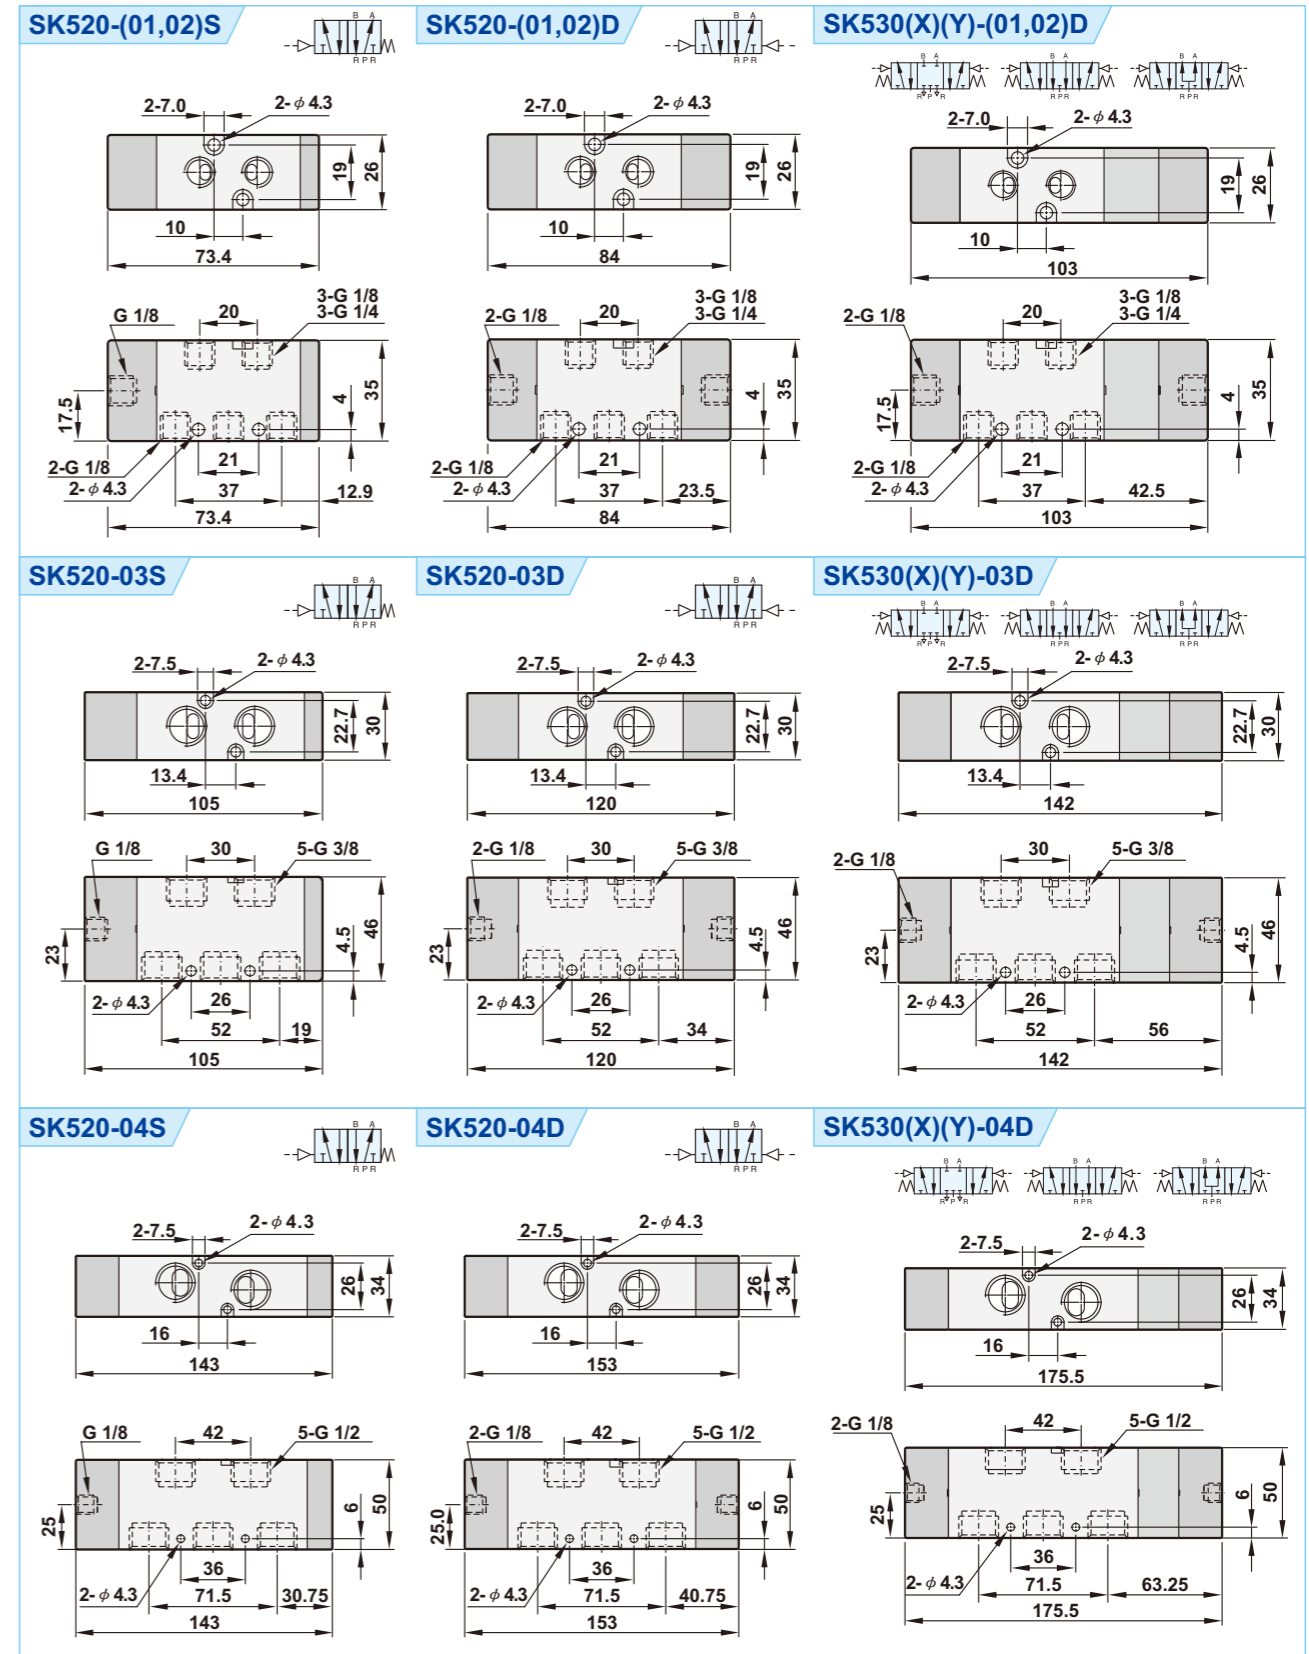 SK520-(01,02)S
B A
R P R
2-7.0
2-φ4.3
19
26
10
73.4
G 1/8
20
3-G 1/8
3-G 1/4
17.5
4
35
2-G 1/8
2-φ4.3
21
37
12.9
73.4
SK520-(01,02)D
B A
R P R
2-7.0
2-φ4.3
19
26
10
84
2-G 1/8
20
3-G 1/8
3-G 1/4
4
35
2-G 1/8
2-φ4.3
21
37
23.5
84
SK530(X)(Y)-(01,02)D
B A
R P R
B A
R P R
B A
R P R
2-7.0
2-φ4.3
19
26
10
103
2-G 1/8
20
3-G 1/8
3-G 1/4
17.5
4
35
2-G 1/8
2-φ4.3
21
37
42.5
103
SK520-03S
B A
R P R
2-7.5
2-φ4.3
22.7
30
13.4
105
G 1/8
30
5-G 3/8
23
4.5
46
2-φ4.3
26
52
19
105
SK520-03D
B A
R P R
2-7.5
2-φ4.3
22.7
30
13.4
120
2-G 1/8
30
5-G 3/8
23
4.5
46
2-φ4.3
26
52
34
120
SK530(X)(Y)-03D
B A
R P R
B A
R P R
B A
R P R
2-7.5
2-φ4.3
22.7
30
13.4
142
2-G 1/8
30
5-G 3/8
23
4.5
46
2-φ4.3
26
52
56
142
SK520-04S
B A
R P R
2-7.5
2-φ4.3
26
34
16
143
G 1/8
42
5-G 1/2
25
6
50
2-φ4.3
36
71.5
30.75
143
SK520-04D
B A
R P R
2-7.5
2-φ4.3
26
34
16
153
2-G 1/8
42
5-G 1/2
25.0
6
50
2-φ4.3
36
71.5
40.75
153
SK530(X)(Y)-04D
B A
R P R
B A
R P R
B A
R P R
2-7.5
2-φ4.3
26
34
16
175.5
2-G 1/8
42
5-G 1/2
25
6
50
2-φ4.3
36
71.5
63.25
175.5